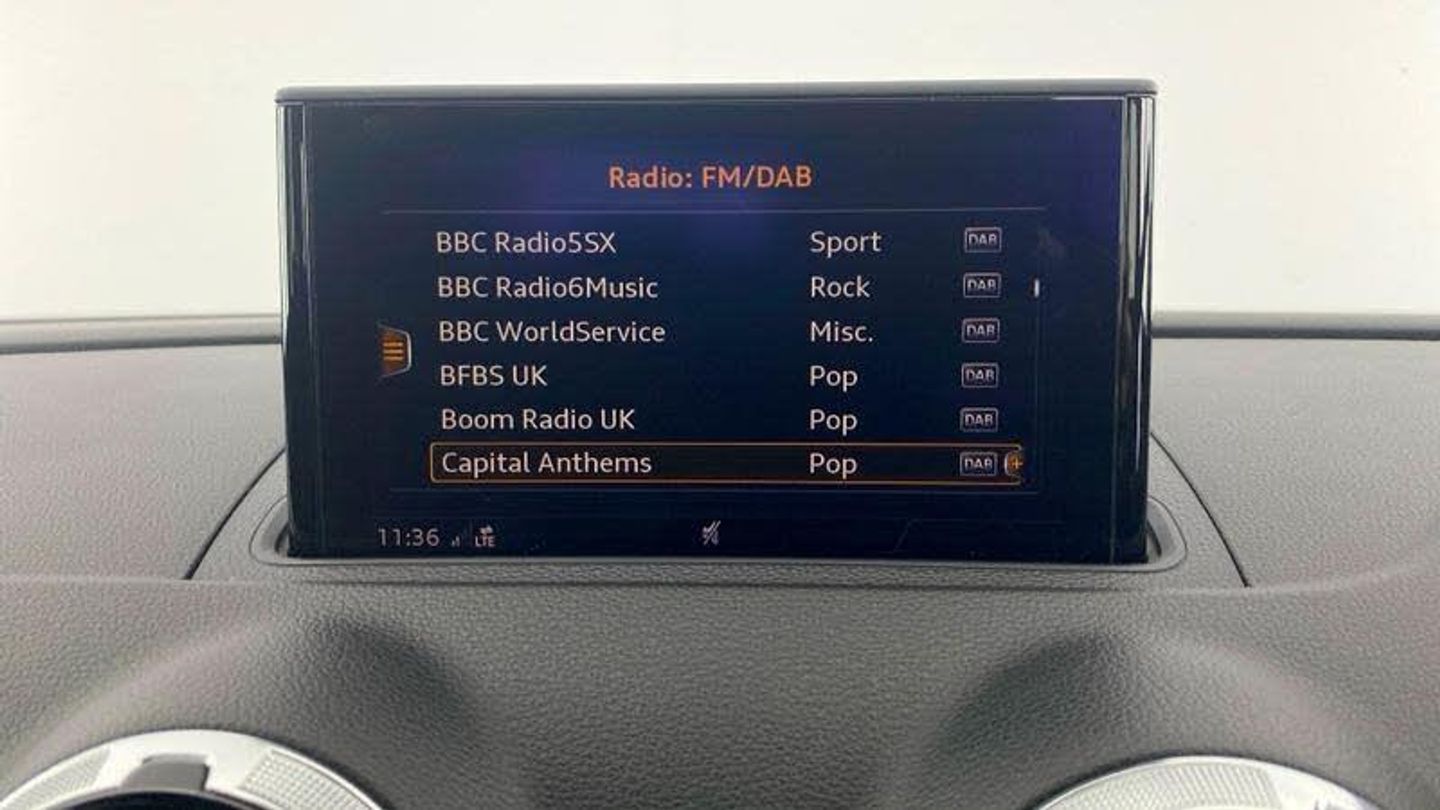 Radio: FM/DAB
BBC Radio5SX Sport DAB
BBC Radio6Music Rock DAB
BBC WorldService Misc. DAB
BFBS UK Pop DAB
Boom Radio UK Pop DAB
Capital Anthems Pop DAB +
11:36 LTE